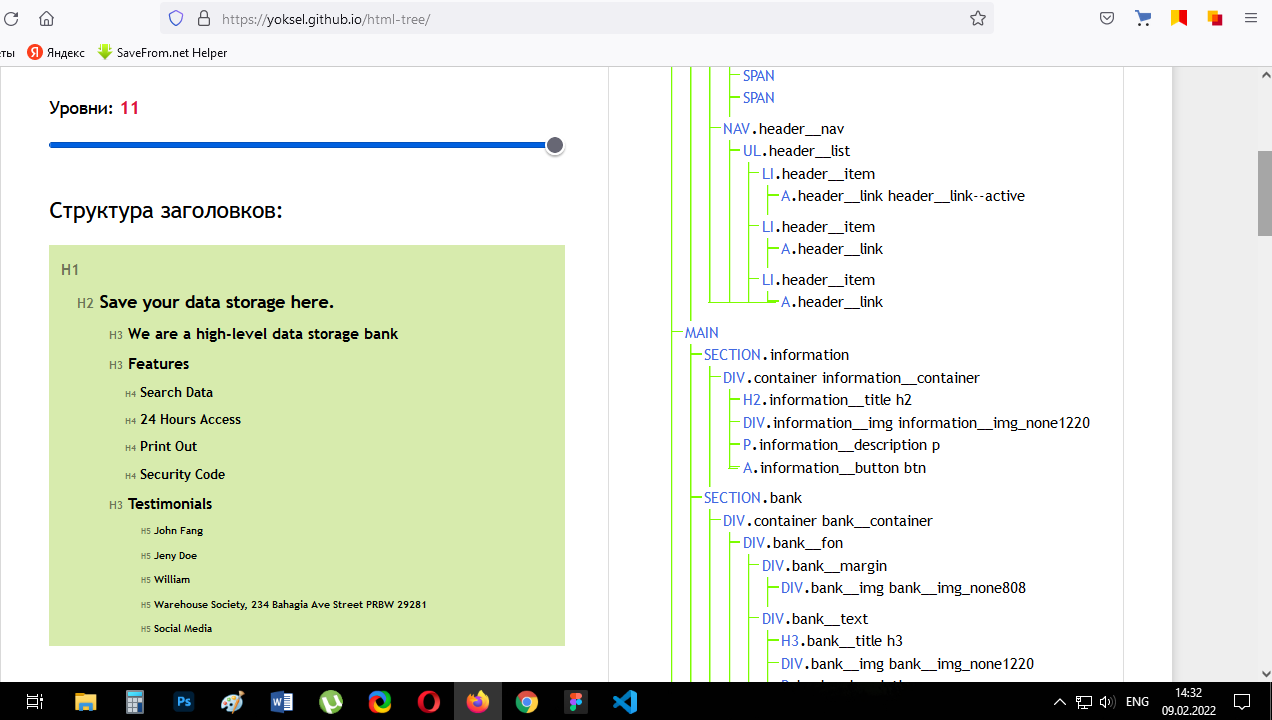 https://yoksel.github.io/html-tree/
Яндекс
SaveFrom.net Helper
Уровни: 11
Структура заголовков:
H1
H2 Save your data storage here.
H3 We are a high-level data storage bank
H3 Features
H4 Search Data
H4 24 Hours Access
H4 Print Out
H4 Security Code
H3 Testimonials
H5 John Fang
H5 Jeny Doe
H5 William
H5 Warehouse Society, 234 Bahagia Ave Street PRBW 29281
H5 Social Media
SPAN
SPAN
NAV.header__nav
UL.header__list
LI.header__item
A.header__link header__link--active
LI.header__item
A.header__link
LI.header__item
A.header__link
MAIN
SECTION.information
DIV.container information__container
H2.information__title h2
DIV.information__img information__img_none1220
P.information__description p
A.information__button btn
SECTION.bank
DIV.container bank__container
DIV.bank__fon
DIV.bank__margin
DIV.bank__img bank__img_none808
DIV.bank__text
H3.bank__title h3
DIV.bank__img bank__img_none1220
ENG
14:32
09.02.2022